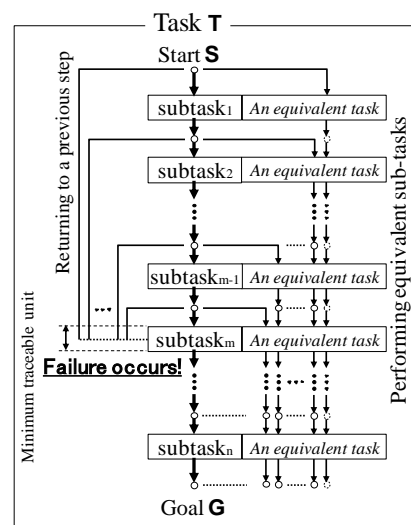 Task T
Start S
subtask1 An equivalent task
subtask2 An equivalent task
subtaskm-1 An equivalent task
subtaskm An equivalent task
Failure occurs!
subtaskn An equivalent task
Goal G
Returning to a previous step
Minimum traceable unit
Performing equivalent sub-tasks